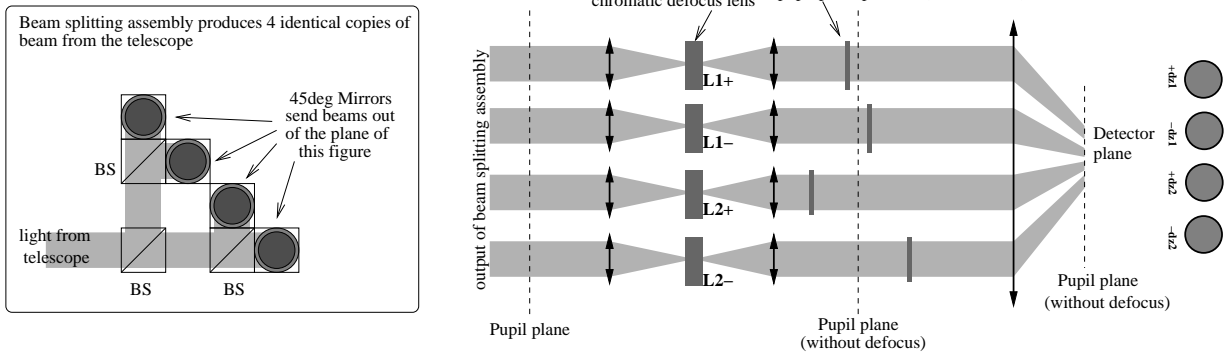 Beam splitting assembly produces 4 identical copies of
beam from the telescope
45deg Mirrors
send beams out
of the plane of
this figure
BS
light from
telescope
BS
BS
chromatic defocus lens
output of beam splitting assembly
L1+
L1−
L2+
L2−
Pupil plane
Pupil plane
(without defocus)
Detector
plane
Pupil plane
(without defocus)
+dz1
−dz1
+dz2
−dz2